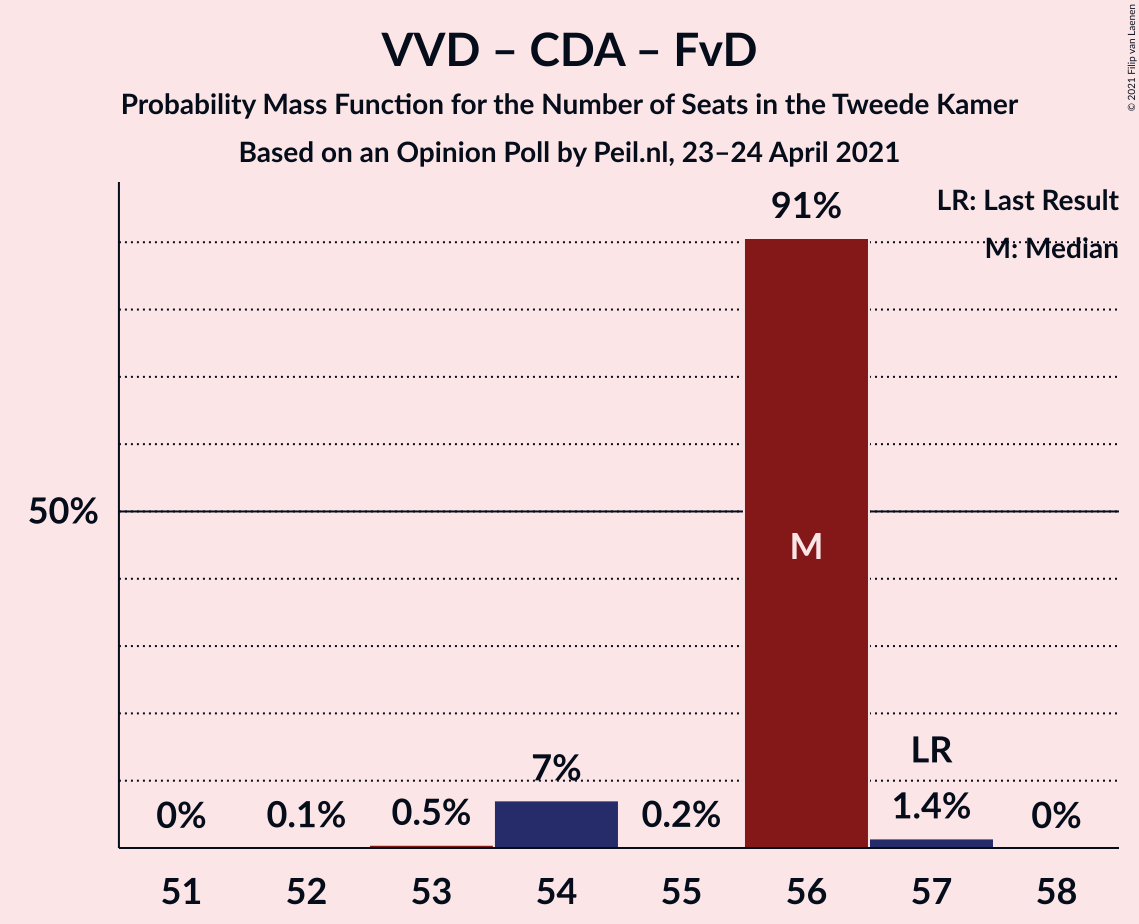 VVD – CDA – FvD
Probability Mass Function for the Number of Seats in the Tweede Kamer
Based on an Opinion Poll by Peil.nl, 23–24 April 2021
© 2021 Filip van Laenen
LR: Last Result
M: Median
91%
50%
M
LR
7%
0%
0.1%
0.5%
0.2%
1.4%
0%
51 52 53 54 55 56 57 58